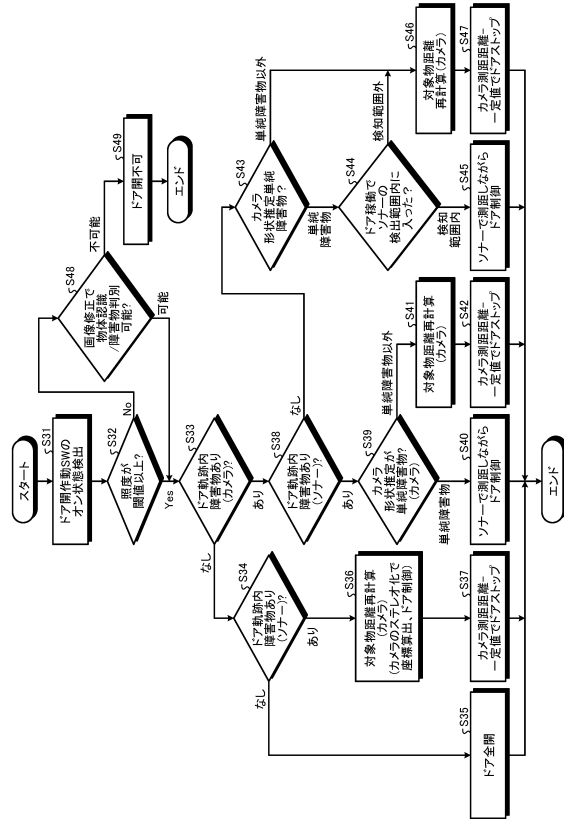 スタート
S31
ドア開作動SWの
オン状態検出
S32
照度が
閾値以上?
No
Yes
S48
画像修正で
物体認識
/障害物判別
可能?
不可能
可能
S49
ドア開不可
エンド
S33
ドア軌跡内
障害物あり
(カメラ)?
なし
あり
S34
ドア軌跡内
障害物あり
(ソナー)?
なし
あり
S35
ドア全開
S36
対象物距離再計算
(カメラ)
(カメラのステレオ化で
座標算出、ドア制御)
S37
カメラ測距距離-
一定値でドアストップ
S38
ドア軌跡内
障害物あり
(ソナー)?
なし
あり
S39
カメラ
形状推定が
単純障害物?
(カメラ)
単純障害物
単純障害物以外
S40
ソナーで測距しながら
ドア制御
S41
対象物距離再計算
(カメラ)
S42
カメラ測距距離-
一定値でドアストップ
S43
カメラ
形状推定単純
障害物?
単純障害物以外
単純
障害物
S44
ドア稼働で
ソナーの
検出範囲内に
入った?
検知範囲外
検知
範囲内
S45
ソナーで測距しながら
ドア制御
S46
対象物距離
再計算(カメラ)
S47
カメラ測距距離-
一定値でドアストップ
エンド